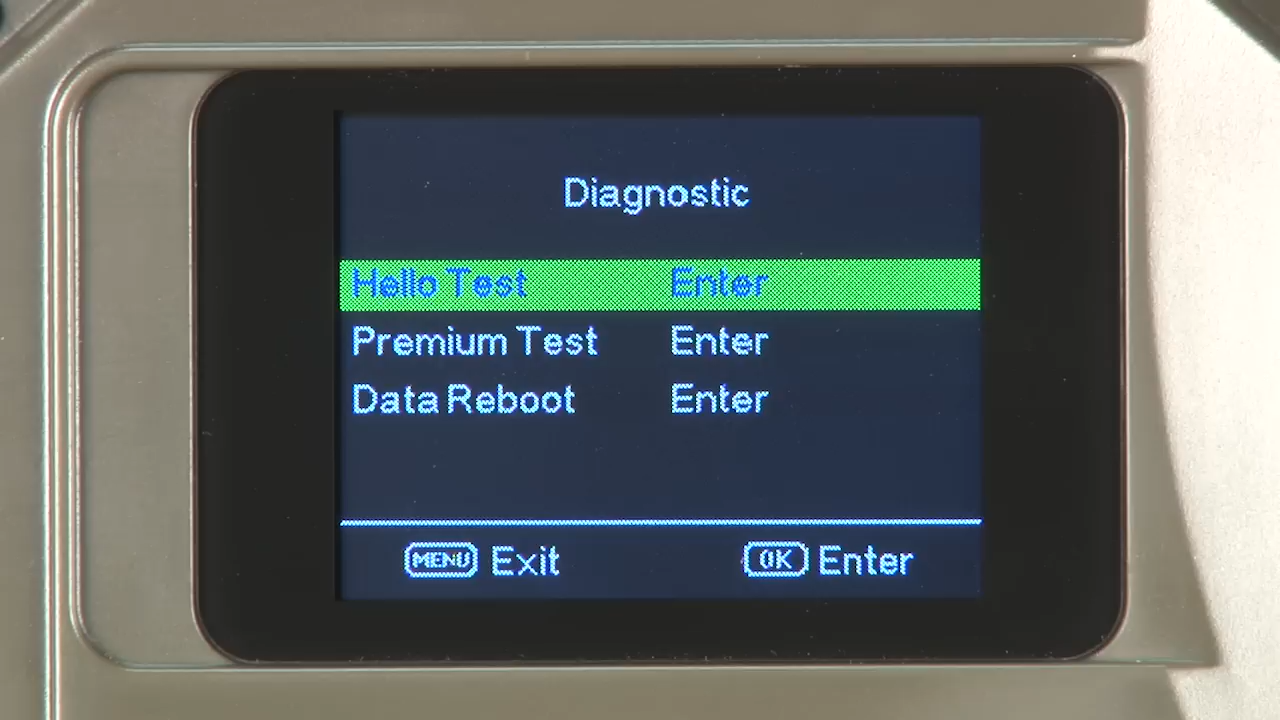 Diagnostic
Hello Test Enter
Premium Test Enter
Data Reboot Enter
MENU Exit OK Enter